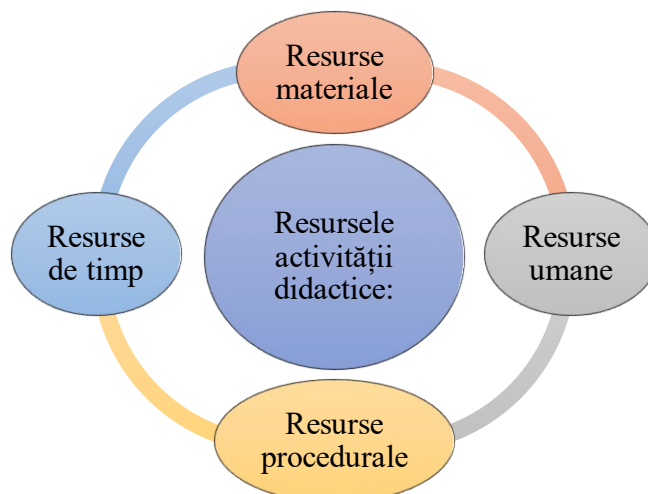 Resurse
materiale
Resurse
de timp
Resursele
activității
didactice:
Resurse
umane
Resurse
procedurale